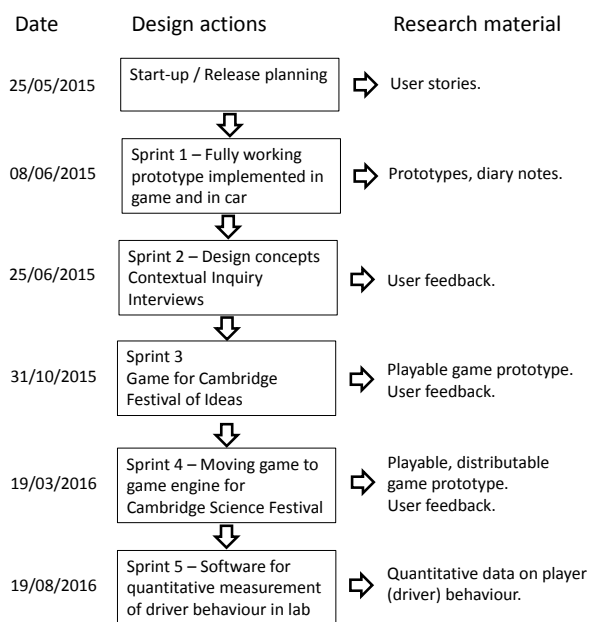 Date Design actions Research material
25/05/2015
Start-up / Release planning
User stories.
08/06/2015
Sprint 1 – Fully working
prototype implemented in
game and in car
Prototypes, diary notes.
25/06/2015
Sprint 2 – Design concepts
Contextual Inquiry
Interviews
User feedback.
31/10/2015
Sprint 3
Game for Cambridge
Festival of Ideas
Playable game prototype.
User feedback.
19/03/2016
Sprint 4 – Moving game to
game engine for
Cambridge Science Festival
Playable, distributable
game prototype.
User feedback.
19/08/2016
Sprint 5 – Software for
quantitative measurement
of driver behaviour in lab
Quantitative data on player
(driver) behaviour.